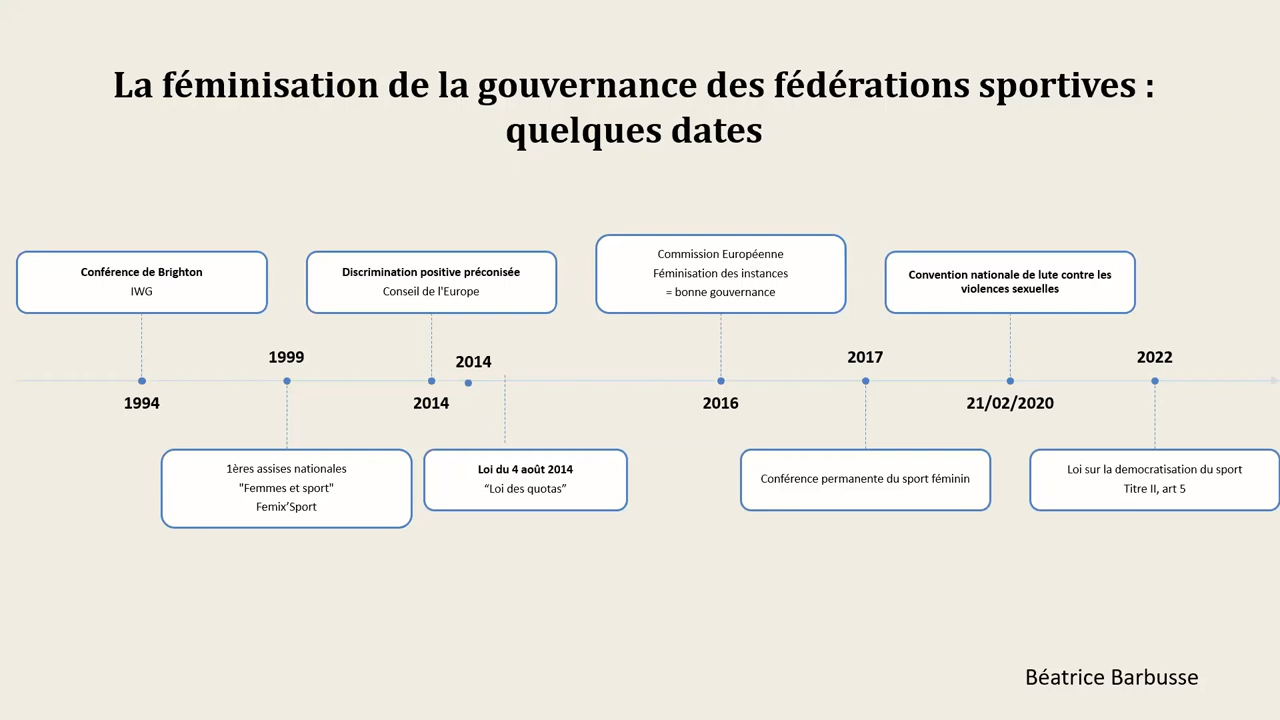 La féminisation de la gouvernance des fédérations sportives :
quelques dates
Conférence de Brighton
IWG
Discrimination positive préconisée
Conseil de l'Europe
Commission Européenne
Féminisation des instances
= bonne gouvernance
Convention nationale de lute contre les
violences sexuelles
1999
2014
2017
2022
1994
2014
2016
21/02/2020
1ères assises nationales
"Femmes et sport"
Femix’Sport
Loi du 4 août 2014
“Loi des quotas”
Conférence permanente du sport féminin
Loi sur la democratisation du sport
Titre II, art 5
Béatrice Barbusse